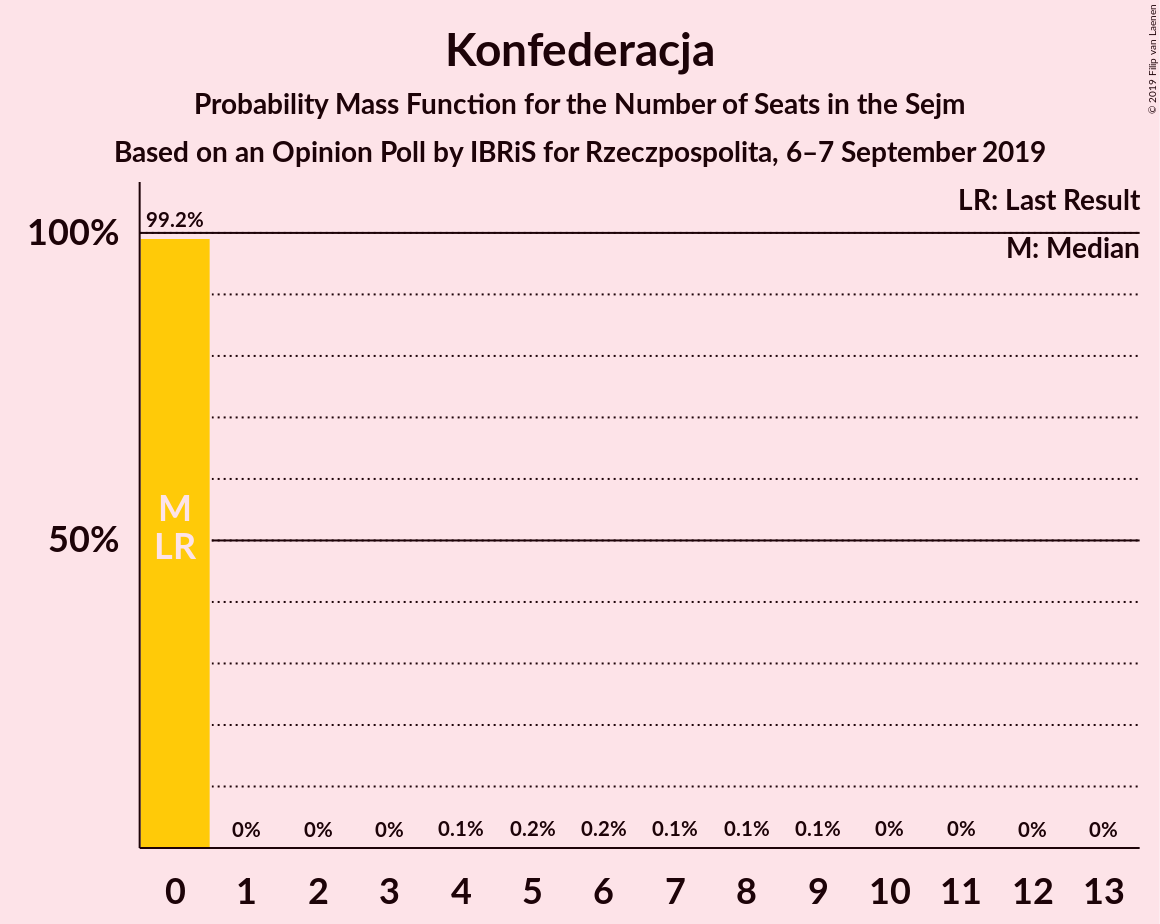 Konfederacja
Probability Mass Function for the Number of Seats in the Sejm
Based on an Opinion Poll by IBRiS for Rzeczpospolita, 6–7 September 2019
© 2019 Filip van Laenen
LR: Last Result
M: Median
100%
50%
99.2%
M
LR
0% 0% 0% 0.1% 0.2% 0.2% 0.1% 0.1% 0.1% 0% 0% 0% 0%
0 1 2 3 4 5 6 7 8 9 10 11 12 13